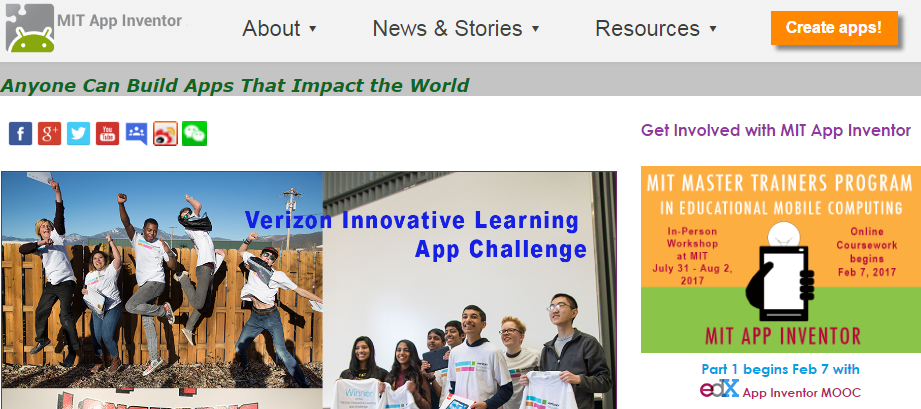 MIT App Inventor
About
News & Stories
Resources
Create apps!
Anyone Can Build Apps That Impact the World
Get Involved with MIT App Inventor
Verizon Innovative Learning
App Challenge
Winner
MIT MASTER TRAINERS PROGRAM
IN EDUCATIONAL MOBILE COMPUTING
In-Person
Workshop
at MIT
July 31 - Aug 2,
2017
Online
Coursework
begins
Feb 7, 2017
MIT APP INVENTOR
Part 1 begins Feb 7 with
edX App Inventor MOOC